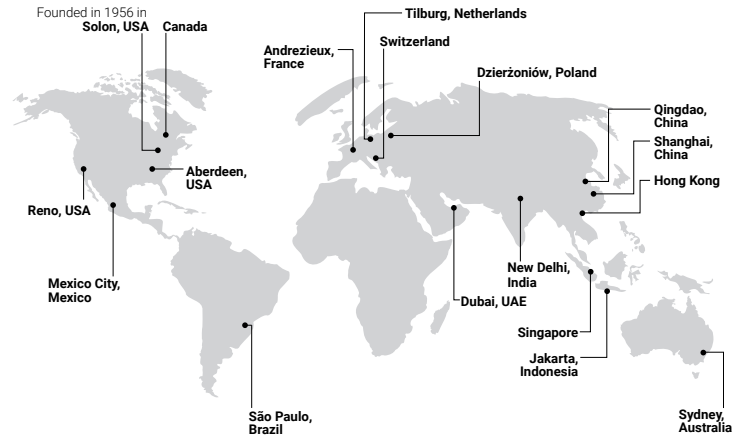 Founded in 1956 in
Solon, USA
Canada
Tilburg, Netherlands
Switzerland
Andrezieux,
France
Dzierżoniów, Poland
Qingdao,
China
Shanghai,
China
Hong Kong
Aberdeen,
USA
Reno, USA
Mexico City,
Mexico
New Delhi,
India
Dubai, UAE
Singapore
Jakarta,
Indonesia
São Paulo,
Brazil
Sydney,
Australia